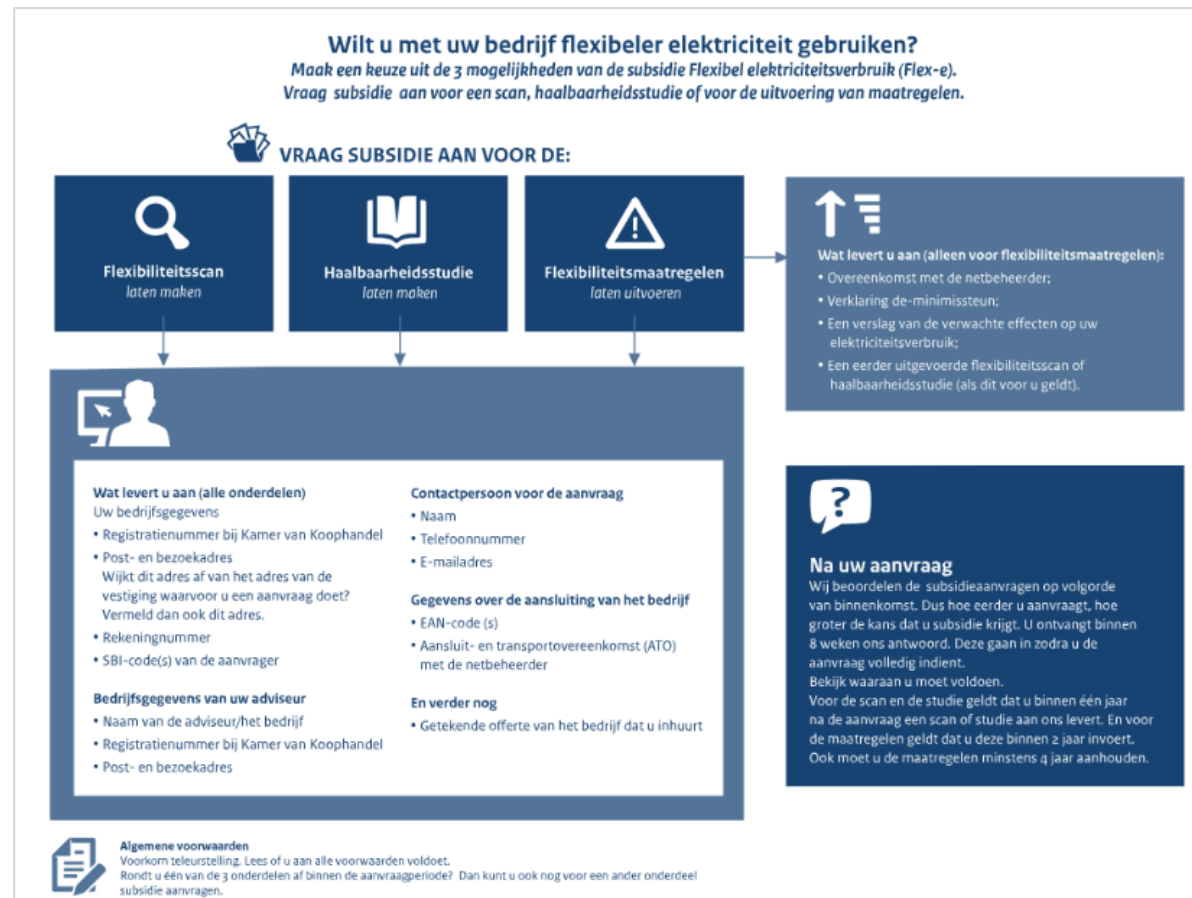 Wilt u met uw bedrijf flexibeler elektriciteit gebruiken?
Maak een keuze uit de 3 mogelijkheden van de subsidie Flexibel elektriciteitsverbruik (Flex-e).
Vraag subsidie aan voor een scan, haalbaarheidsstudie of voor de uitvoering van maatregelen.
VRAAG SUBSIDIE AAN VOOR DE:
Flexibiliteitsscan
laten maken
Haalbaarheidsstudie
laten maken
Flexibiliteitsmaatregelen
laten uitvoeren
Wat levert u aan (alleen voor flexibiliteitsmaatregelen):
• Overeenkomst met de netbeheerder;
• Verklaring de-minimissteun;
• Een verslag van de verwachte effecten op uw
elektriciteitsverbruik;
• Een eerder uitgevoerde flexibiliteitsscan of
haalbaarheidsstudie (als dit voor u geldt).
Wat levert u aan (alle onderdelen)
Uw bedrijfsgegevens
• Registratienummer bij Kamer van Koophandel
• Post- en bezoekadres
Wijkt dit adres af van het adres van de
vestiging waarvoor u een aanvraag doet?
Vermeld dan ook dit adres.
• Rekeningnummer
• SBI-code(s) van de aanvrager
Bedrijfsgegevens van uw adviseur
• Naam van de adviseur/het bedrijf
• Registratienummer bij Kamer van Koophandel
• Post- en bezoekadres
Contactpersoon voor de aanvraag
• Naam
• Telefoonnummer
• E-mailadres
Gegevens over de aansluiting van het bedrijf
• EAN-code (s)
• Aansluit- en transportovereenkomst (ATO)
met de netbeheerder
En verder nog
• Getekende offerte van het bedrijf dat u inhuurt
Na uw aanvraag
Wij beoordelen de subsidieaanvragen op volgorde
van binnenkomst. Dus hoe eerder u aanvraagt, hoe
groter de kans dat u subsidie krijgt. U ontvangt binnen
8 weken ons antwoord. Deze gaan in zodra u de
aanvraag volledig indient.
Bekijk waaraan u moet voldoen.
Voor de scan en de studie geldt dat u binnen één jaar
na de aanvraag een scan of studie aan ons levert. En voor
de maatregelen geldt dat u deze binnen 2 jaar invoert.
Ook moet u de maatregelen minstens 4 jaar aanhouden.
Algemene voorwaarden
Voorkom teleurstelling. Lees of u aan alle voorwaarden voldoet.
Rondt u één van de 3 onderdelen af binnen de aanvraagperiode? Dan kunt u ook nog voor een ander onderdeel
subsidie aanvragen.